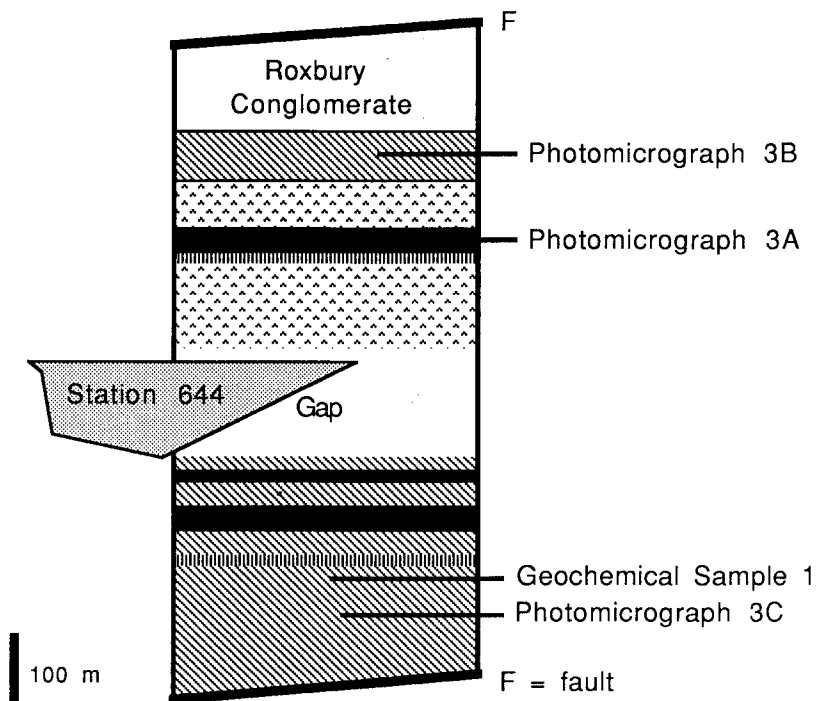 F
Roxbury
Conglomerate
Photomicrograph 3B
Photomicrograph 3A
Station 644
Gap
Geochemical Sample 1
Photomicrograph 3C
100 m
F = fault